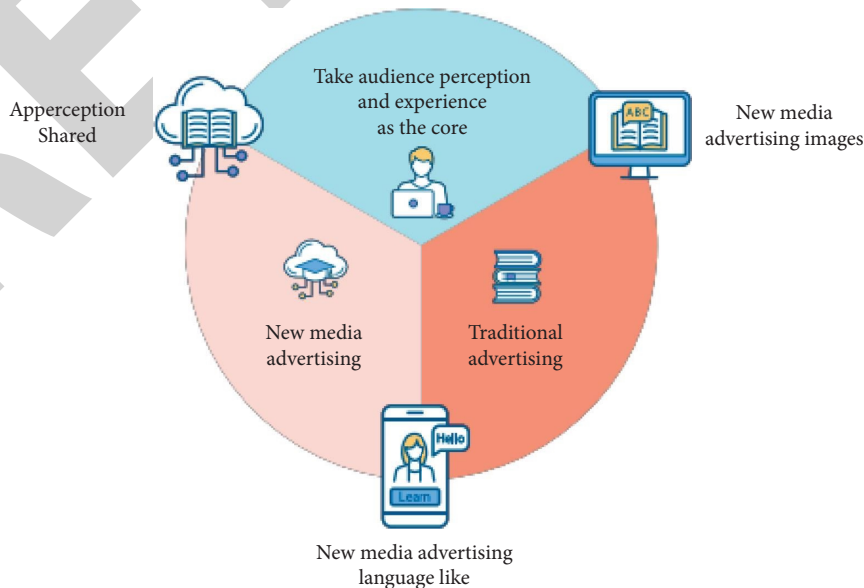 Take audience perception
and experience
as the core
Apperception
Shared
ABC
New media
advertising images
New media
advertising
Traditional
advertising
Hello
Learn
New media advertising
language like